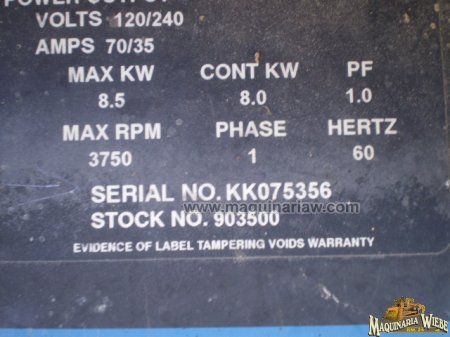 POWER OUTPUT
VOLTS 120/240
AMPS 70/35
MAX KW CONT KW PF
8.5 8.0 1.0
MAX RPM PHASE HERTZ
3750 1 60
SERIAL NO. KK075356
www.maquinariaw.com
STOCK NO. 903500
EVIDENCE OF LABEL TAMPERING VOIDS WARRANTY
MAQUINARIA WIEBE